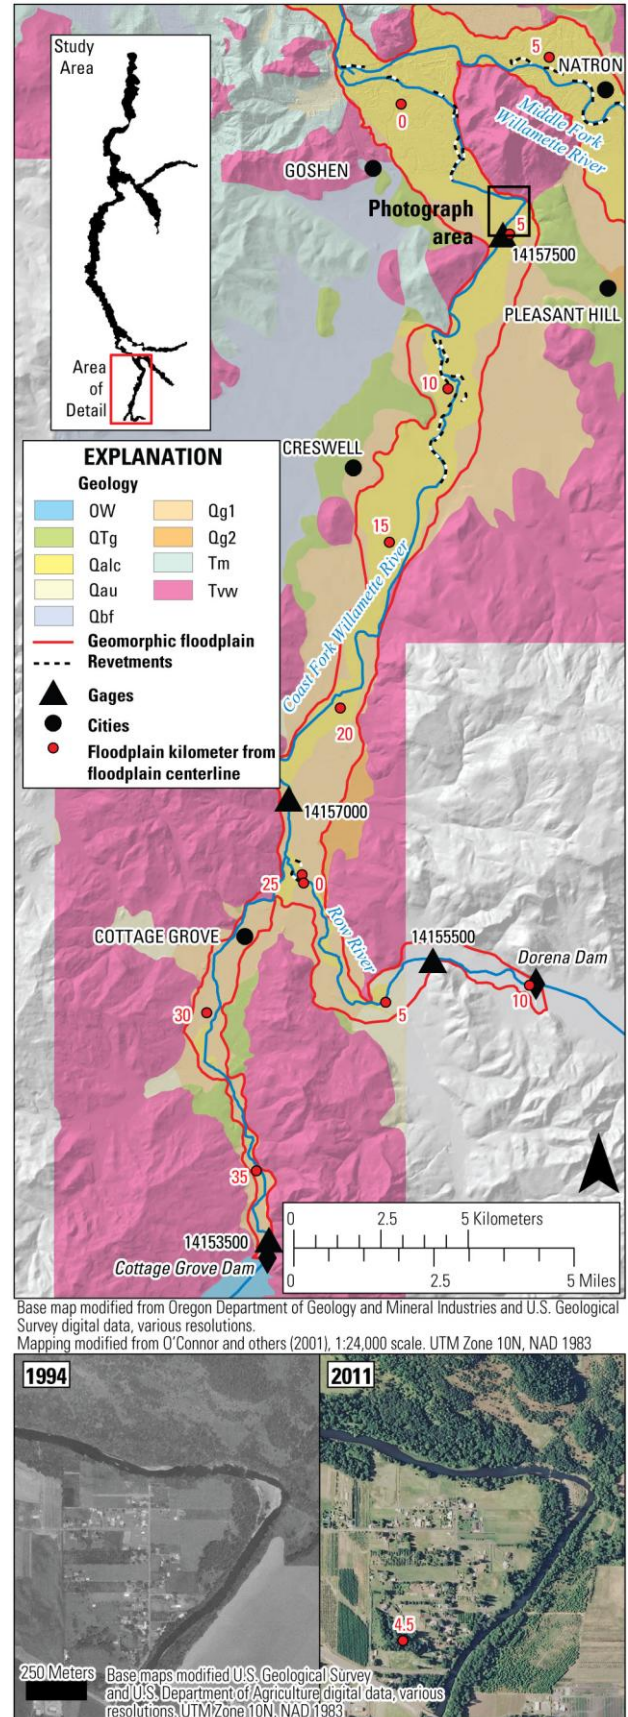 Study
Area
Area
of
Detail
5
NATRON
0
Middle Fork
Willamette River
GOSHEN
Photograph
area
5
14157500
PLEASANT HILL
10
CRESWELL
15
Coast Fork Willamette River
20
EXPLANATION
Geology
OW
QTg
Qalc
Qau
Qbf
Qg1
Qg2
Tm
Tvw
Geomorphic floodplain
Revetments
Gages
Cities
Floodplain kilometer from
floodplain centerline
14157000
25
0
COTTAGE GROVE
Row River
14155500
Dorena Dam
30
5
10
35
14153500
Cottage Grove Dam
0 2.5 5 Kilometers
0 2.5 5 Miles
Base map modified from Oregon Department of Geology and Mineral Industries and U.S. Geological
Survey digital data, various resolutions.
Mapping modified from O'Connor and others (2001), 1:24,000 scale. UTM Zone 10N, NAD 1983
1994
2011
4.5
250 Meters
Base maps modified U.S. Geological Survey
and U.S. Department of Agriculture digital data, various
resolutions. UTM Zone 10N, NAD 1983